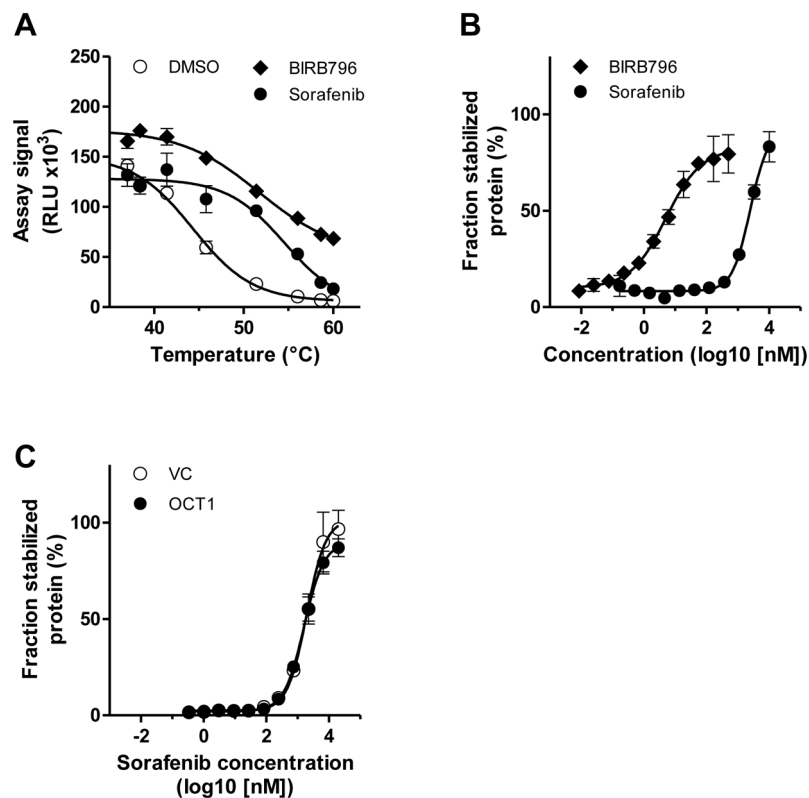 A
250
200
150
100
50
0
Assay signal
(RLU x10³)
DMSO
BIRB796
Sorafenib
40
50
60
Temperature (°C)
B
100
50
0
Fraction stabilized
protein (%)
BIRB796
Sorafenib
-2
0
2
4
Concentration (log10 [nM])
C
100
50
0
Fraction stabilized
protein (%)
VC
OCT1
-2
0
2
4
Sorafenib concentration
(log10 [nM])